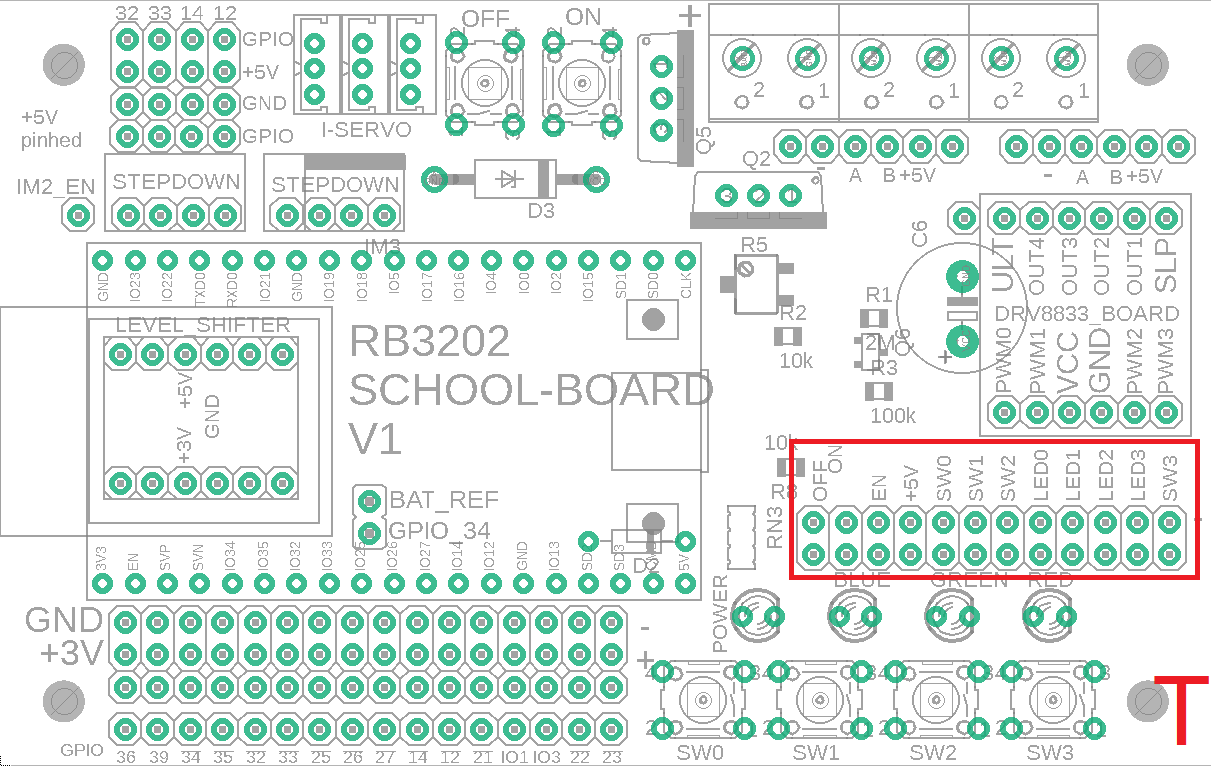 32 33 14 12
OFF ON +
GPIO
+5V
GND
GPIO
+5V
pinhed
I-SERVO
2 1 2 1 2 1
Q5
Q2
- A B +5V
- A B +5V
IM2_EN
STEPDOWN
STEPDOWN
D3
3 2 1
IM3
R5
C6
GND IO23 IO22 TXD0 RXD0 IO21 GND IO19 IO18 IO5 IO17 IO16 IO4 IO0 IO2 IO15 SD1 SD0 CLK
ULT OUT4 OUT3 OUT2 OUT1 SLP
R1
R2
DRV8833_BOARD
LEVEL_SHIFTER
RB3202
SCHOOL-BOARD
V1
2M
Q6
10k
R3
+
100k
PWM0 PWM1 VCC GND PWM2 PWM3
+5V
GND
+3V
10k
OFF ON EN +5V SW0 SW1 SW2 LED0 LED1 LED2 LED3 SW3
BAT_REF
GPIO_34
RN3
3V3 EN SVP SVN IO34 IO35 IO32 IO33 IO25 IO26 IO27 IO14 IO12 GND IO13 SD3 5V
BLUE GREEN RED
POWER
GND
+3V
-
+
T
SW0 SW1 SW2 SW3
GPIO
36 39 34 35 32 33 25 26 27 14 12 21 IO1 IO3 22 23